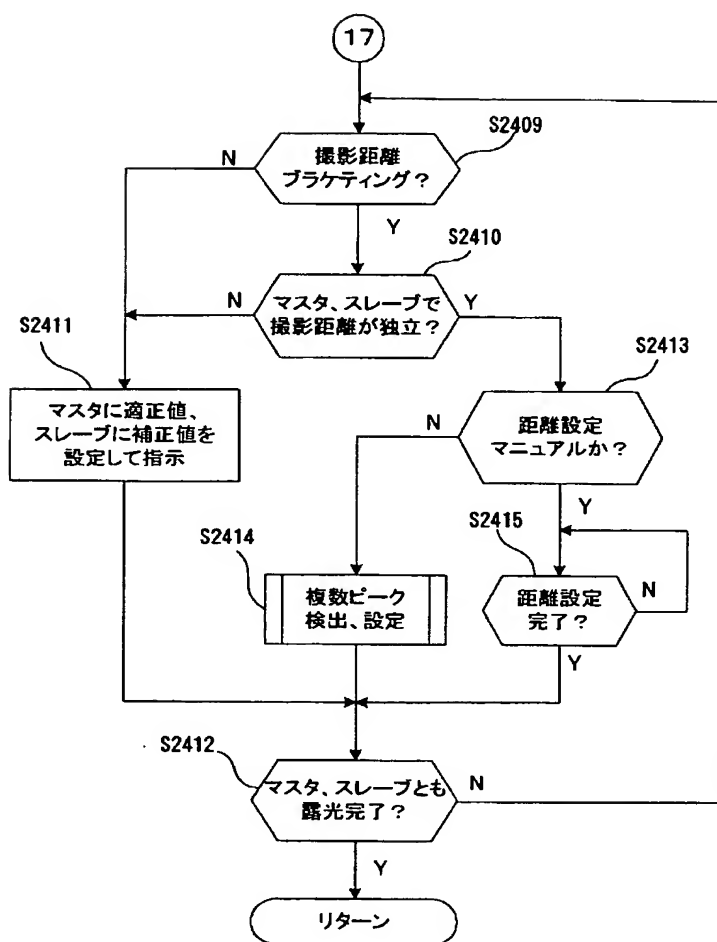 17
S2409
N
撮影距離
ブラケティング？
Y
S2410
N
マスタ、スレーブで
撮影距離が独立？
Y
S2411
マスタに適正値、
スレーブに補正値を
設定して指示
S2413
N
距離設定
マニュアルか？
Y
S2414
複数ピーク
検出、設定
S2415
距離設定
完了？
N
Y
S2412
マスタ、スレーブとも
露光完了？
N
Y
リターン